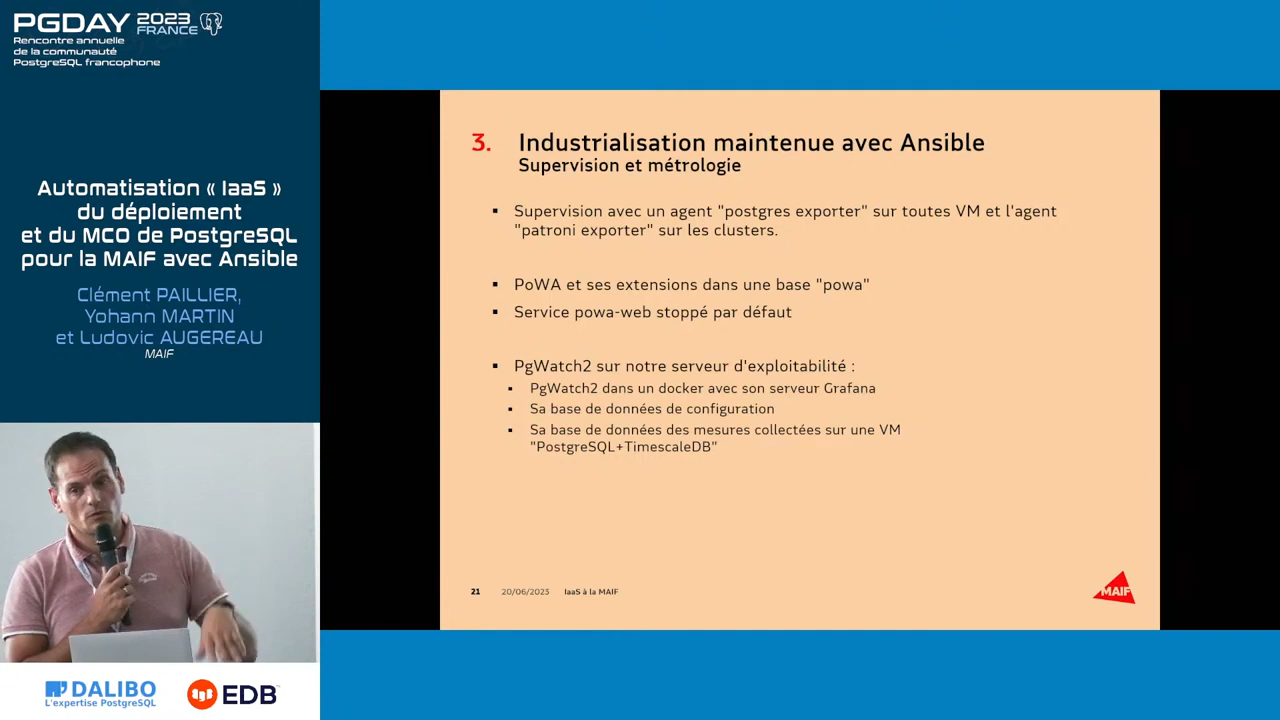 PGDAY 2023 FRANCE
Rencontre annuelle
de la communauté
PostgreSQL francophone
Automatisation « IaaS »
du déploiement
et du MCO de PostgreSQL
pour la MAIF avec Ansible
Clément PAILLIER,
Yohann MARTIN
et Ludovic AUGEREAU
MAIF
DALIBO
L'expertise PostgreSQL
EDB
3. Industrialisation maintenue avec Ansible
Supervision et métrologie
▪ Supervision avec un agent "postgres exporter" sur toutes VM et l'agent
"patroni exporter" sur les clusters.
▪ PoWA et ses extensions dans une base "powa"
▪ Service powa-web stoppé par défaut
▪ PgWatch2 sur notre serveur d'exploitabilité :
▪ PgWatch2 dans un docker avec son serveur Grafana
▪ Sa base de données de configuration
▪ Sa base de données des mesures collectées sur une VM
"PostgreSQL+TimescaleDB"
21 20/06/2023 IaaS à la MAIF
MAIF